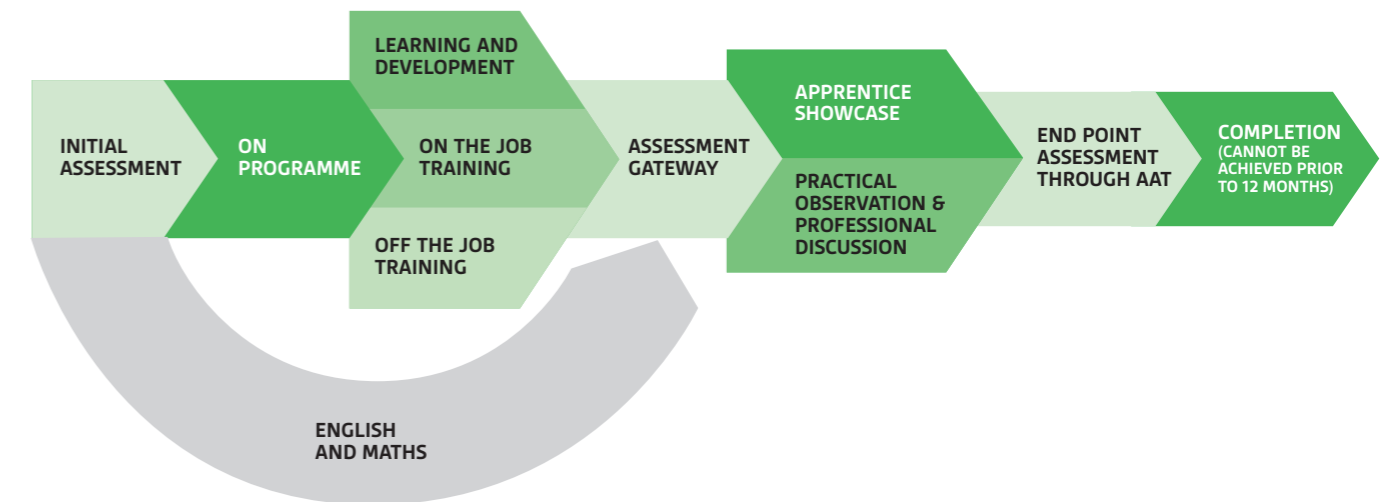 INITIAL
ASSESSMENT
ON
PROGRAMME
LEARNING AND
DEVELOPMENT
ON THE JOB
TRAINING
OFF THE JOB
TRAINING
ASSESSMENT
GATEWAY
APPRENTICE
SHOWCASE
PRACTICAL
OBSERVATION &
PROFESSIONAL
DISCUSSION
END POINT
ASSESSMENT
THROUGH AAT
COMPLETION
(CANNOT BE
ACHIEVED PRIOR
TO 12 MONTHS)
ENGLISH
AND MATHS